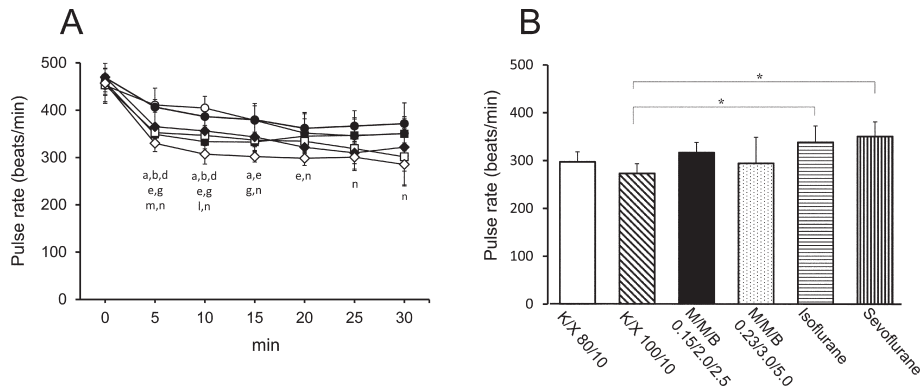 A
Pulse rate (beats/min)
500
400
300
200
100
0
a,b,d
e,g
m,n
a,b,d
e,g
l,n
a,e
g,n
e,n
n
n
0 5 10 15 20 25 30
min
B
Pulse rate (beats/min)
500
400
300
200
100
0
*
*
K/X 80/10
K/X 100/10
M/M/B
0.15/2.0/2.5
M/M/B
0.23/3.0/5.0
Isoflurane
Sevoflurane